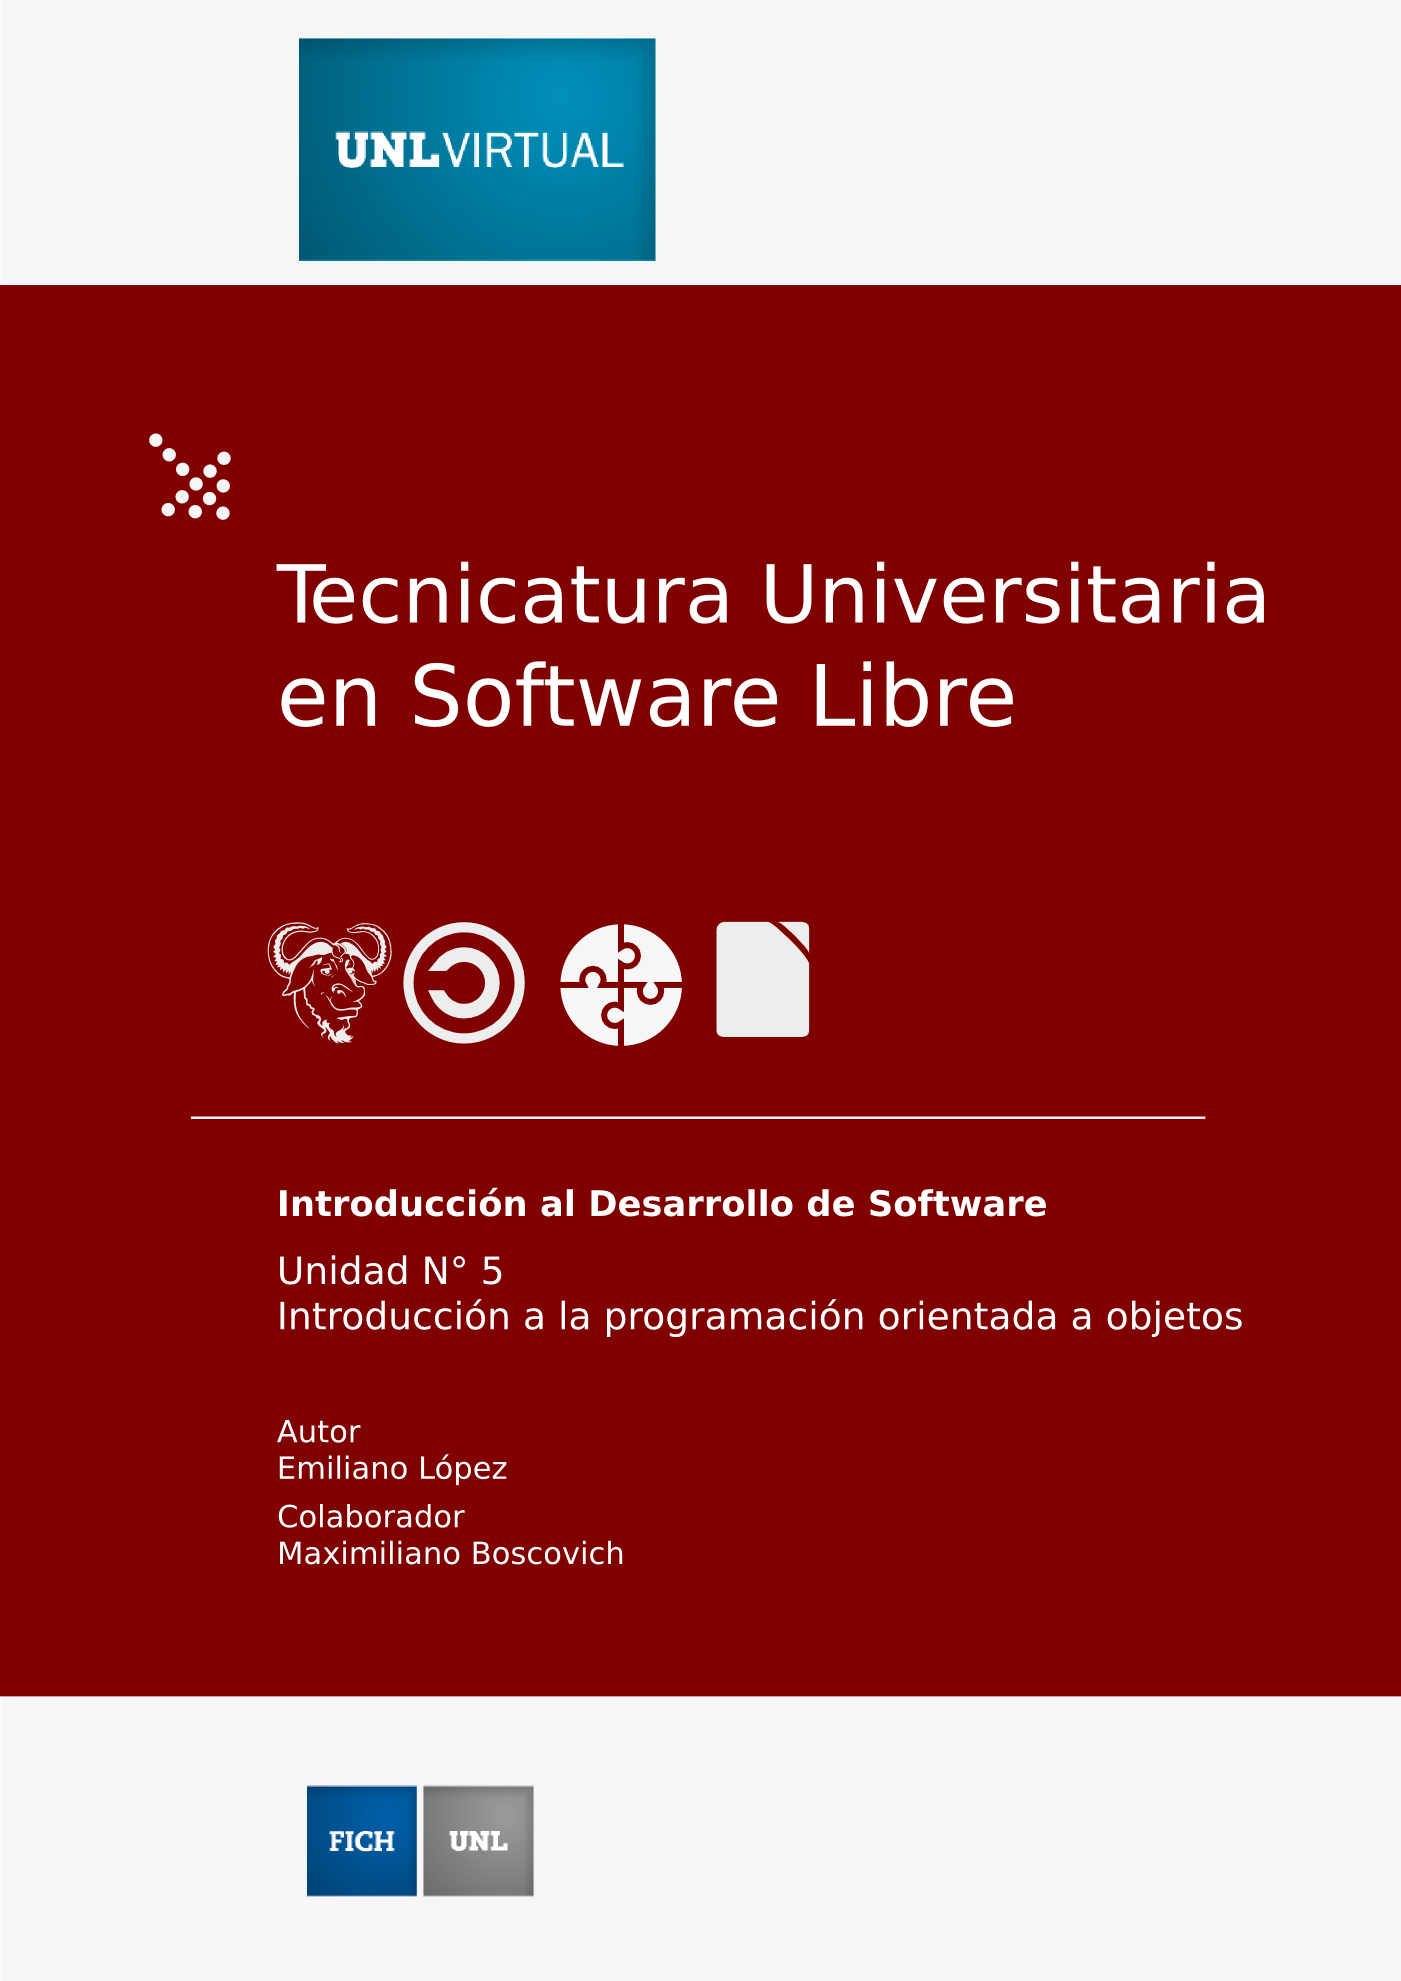 UNLVIRTUAL
Tecnicatura Universitaria
en Software Libre
Introducción al Desarrollo de Software
Unidad N° 5
Introducción a la programación orientada a objetos
Autor
Emiliano López
Colaborador
Maximiliano Boscovich
FICH UNL